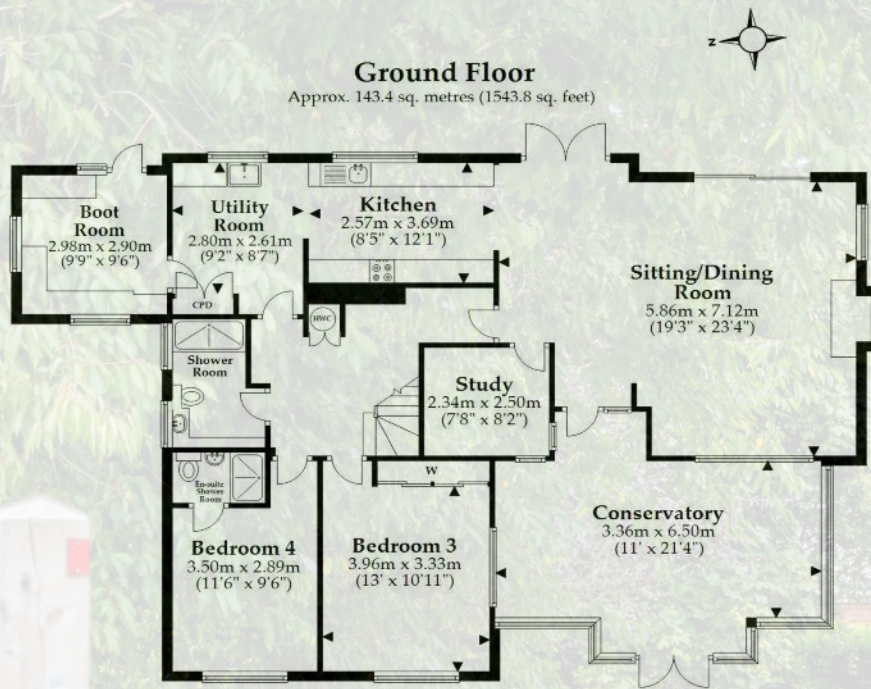 z
Ground Floor
Approx. 143.4 sq. metres (1543.8 sq. feet)
Boot
Room
2.98m x 2.90m
(9'9" x 9'6")
Utility
Room
2.80m x 2.61m
(9'2" x 8'7")
CPD
Kitchen
2.57m x 3.69m
(8'5" x 12'1")
Sitting/Dining
Room
5.86m x 7.12m
(19'3" x 23'4")
HWC
Shower
Room
Study
2.34m x 2.50m
(7'8" x 8'2")
En-suite
Shower
Room
W
Bedroom 4
3.50m x 2.89m
(11'6" x 9'6")
Bedroom 3
3.96m x 3.33m
(13' x 10'11")
Conservatory
3.36m x 6.50m
(11' x 21'4")